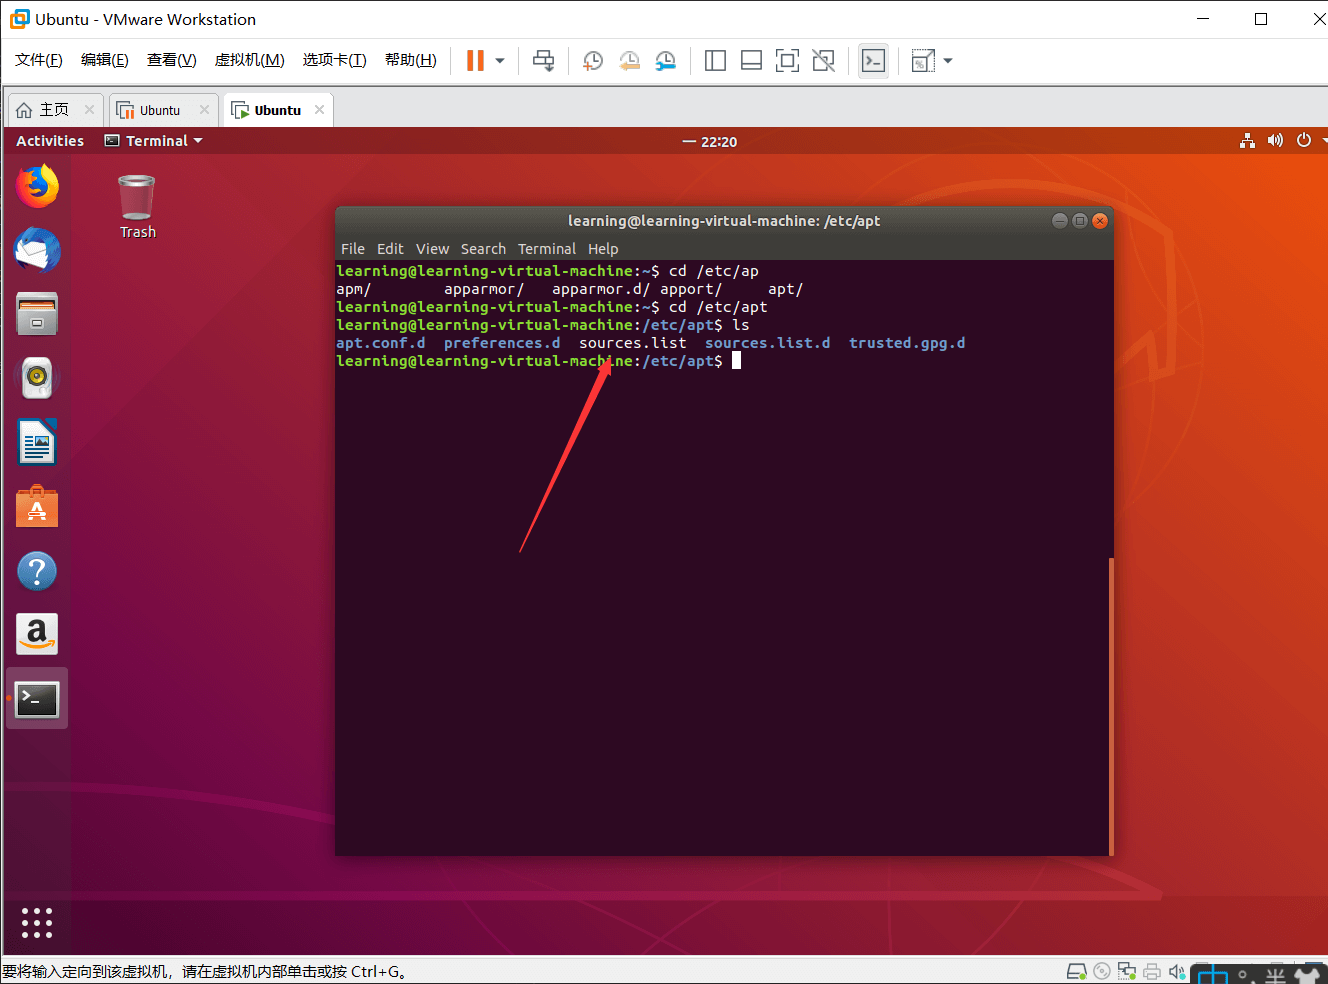 Ubuntu - VMware Workstation
文件(F) 编辑(E) 查看(V) 虚拟机(M) 选项卡(T) 帮助(H)
主页 Ubuntu Ubuntu
Activities Terminal 22:20
Trash
learning@learning-virtual-machine: /etc/apt
File Edit View Search Terminal Help
learning@learning-virtual-machine:~$ cd /etc/ap
apm/ apparmor/ apparmor.d/ apport/ apt/
learning@learning-virtual-machine:~$ cd /etc/apt
learning@learning-virtual-machine:/etc/apt$ ls
apt.conf.d preferences.d sources.list sources.list.d trusted.gpg.d
learning@learning-virtual-machine:/etc/apt$
要将输入定向到该虚拟机，请在虚拟机内部单击或按 Ctrl+G。
中 °, 半